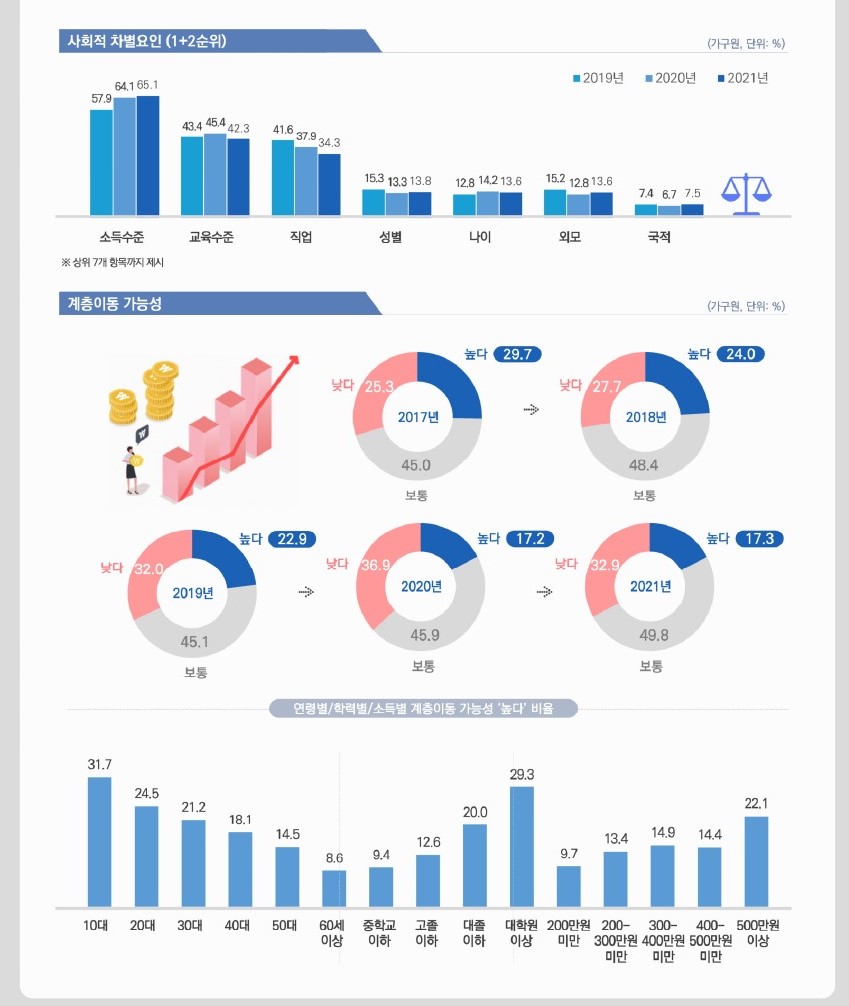 사회적 차별요인 (1+2순위)
(가구원, 단위: %)
2019년 2020년 2021년
57.9 64.1 65.1
43.4 45.4 42.3
41.6 37.9 34.3
15.3 13.3 13.8
12.8 14.2 13.6
15.2 12.8 13.6
7.4 6.7 7.5
소득수준 교육수준 직업 성별 나이 외모 국적
※ 상위 7개 항목까지 제시
계층이동 가능성
(가구원, 단위: %)
높다 29.7
낮다 25.3
2017년
45.0
보통
높다 24.0
낮다 27.7
2018년
48.4
보통
높다 22.9
낮다 32.0
2019년
45.1
보통
높다 17.2
낮다 36.9
2020년
45.9
보통
높다 17.3
낮다 32.9
2021년
49.8
보통
연령별/학력별/소득별 계층이동 가능성 '높다' 비율
31.7 24.5 21.2 18.1 14.5 8.6 9.4 12.6 20.0 29.3 9.7 13.4 14.9 14.4 22.1
10대 20대 30대 40대 50대 60세 중학교 고졸 대졸 대학원 200만원 200- 300- 400- 500만원
이상 이하 이하 이하 이상 미만 300만원 400만원 500만원 이상
미만 미만 미만